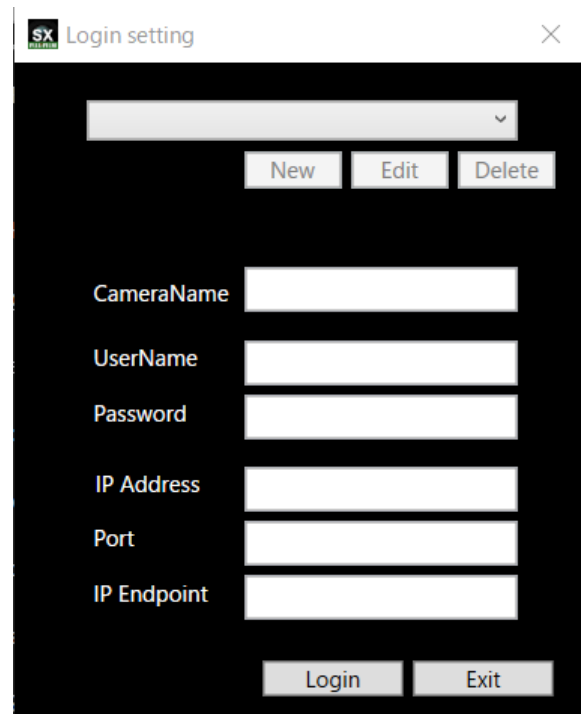 SX Login setting
New Edit Delete
CameraName
UserName
Password
IP Address
Port
IP Endpoint
Login Exit